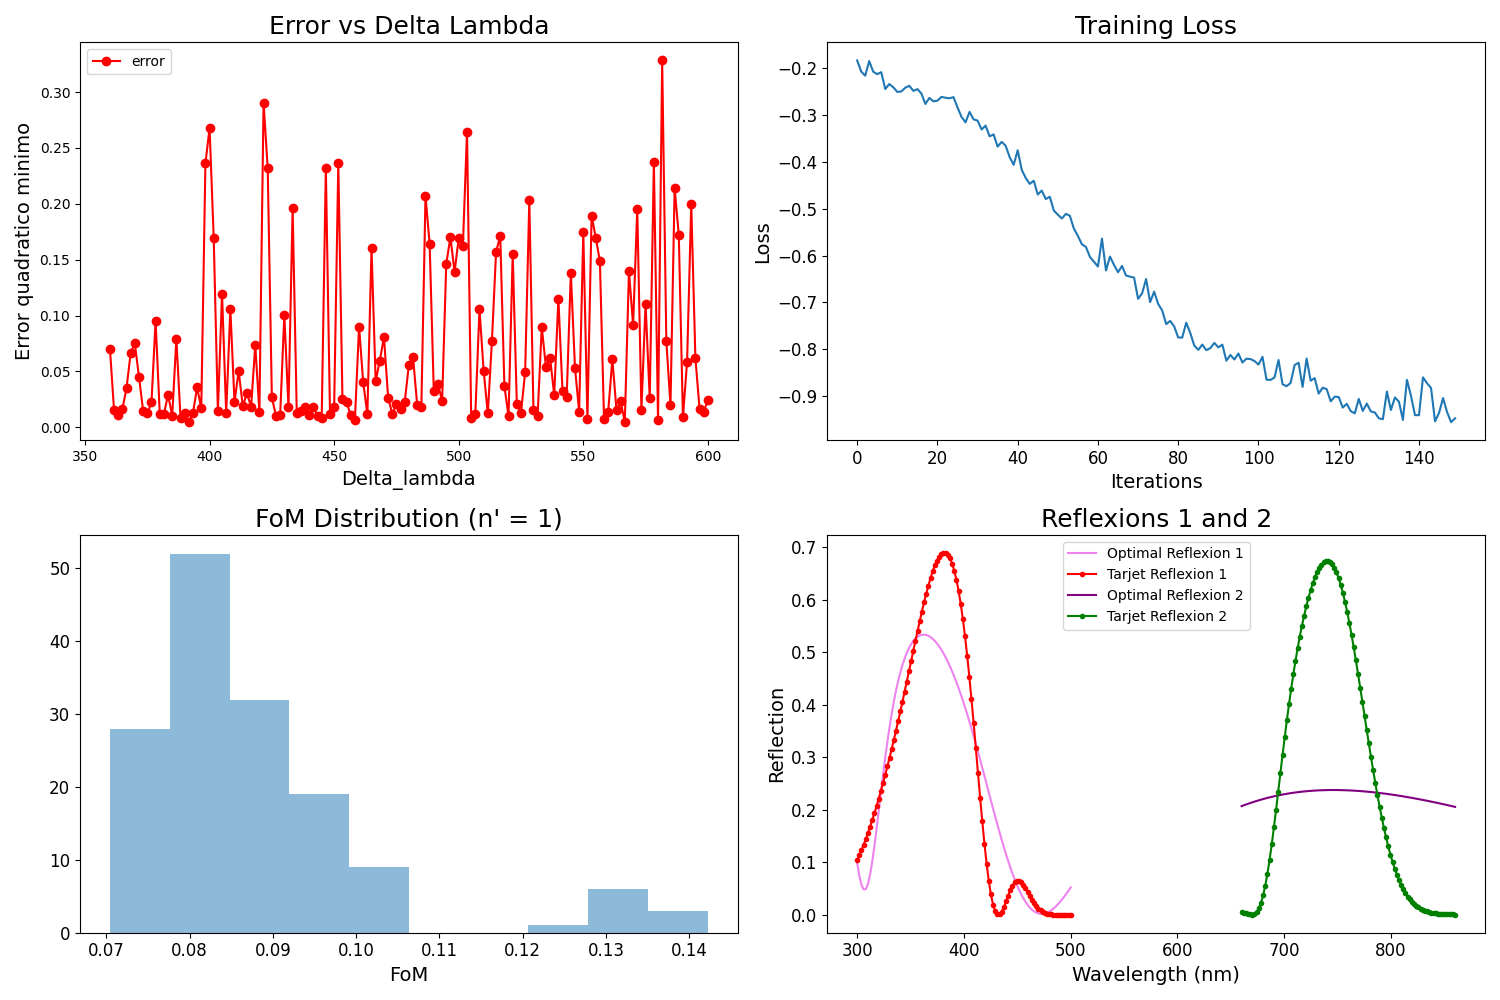 Error vs Delta Lambda
error
Error quadratico minimo
0.30
0.25
0.20
0.15
0.10
0.05
0.00
350 400 450 500 550 600
Delta_lambda
Training Loss
Loss
−0.2
−0.3
−0.4
−0.5
−0.6
−0.7
−0.8
−0.9
0 20 40 60 80 100 120 140
Iterations
FoM Distribution (n' = 1)
50
40
30
20
10
0
0.07 0.08 0.09 0.10 0.11 0.12 0.13 0.14
FoM
Reflexions 1 and 2
Optimal Reflexion 1
Tarjet Reflexion 1
Optimal Reflexion 2
Tarjet Reflexion 2
Reflection
0.7
0.6
0.5
0.4
0.3
0.2
0.1
0.0
300 400 500 600 700 800
Wavelength (nm)